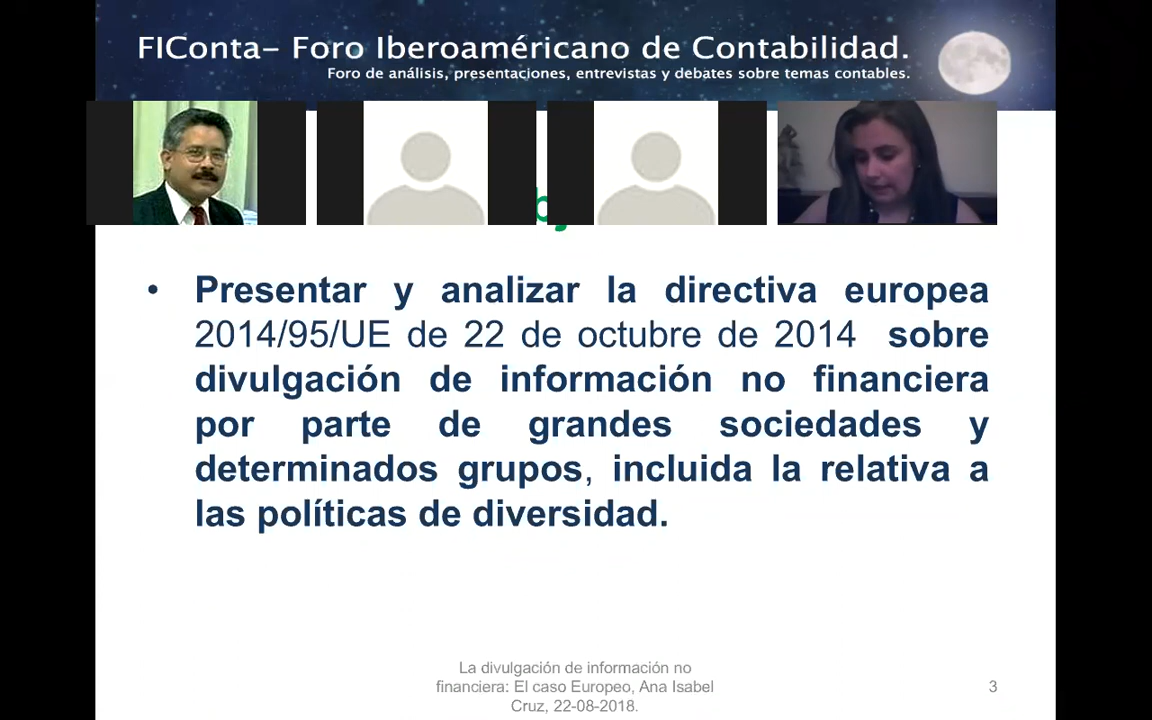 FIConta– Foro Iberoaméricano de Contabilidad.
Foro de análisis, presentaciones, entrevistas y debates sobre temas contables.
• Presentar y analizar la directiva europea
2014/95/UE de 22 de octubre de 2014 sobre
divulgación de información no financiera
por parte de grandes sociedades y
determinados grupos, incluida la relativa a
las políticas de diversidad.
La divulgación de información no
financiera: El caso Europeo, Ana Isabel
Cruz, 22-08-2018.
3